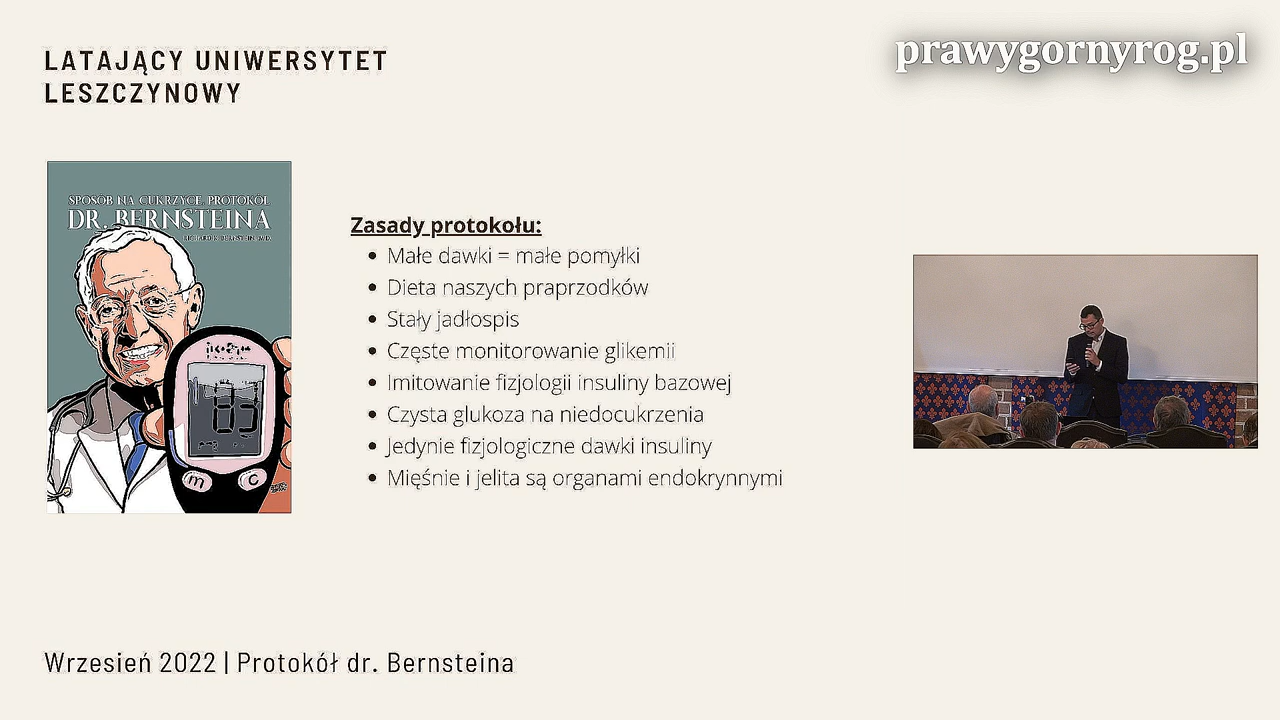 LATAJĄCY UNIWERSYTET
LESZCZYNOWY
prawygornyrog.pl
SPOSÓB NA CUKRZYCĘ. PROTOKÓŁ
DR. BERNSTEINA
83
m
C
Zasady protokołu:
Małe dawki = małe pomyłki
Dieta naszych praprzodków
Stały jadłospis
Częste monitorowanie glikemii
Imitowanie fizjologii insuliny bazowej
Czysta glukoza na niedocukrzenia
Jedynie fizjologiczne dawki insuliny
Mięśnie i jelita są organami endokrynnymi
Wrzesień 2022 | Protokół dr. Bernsteina